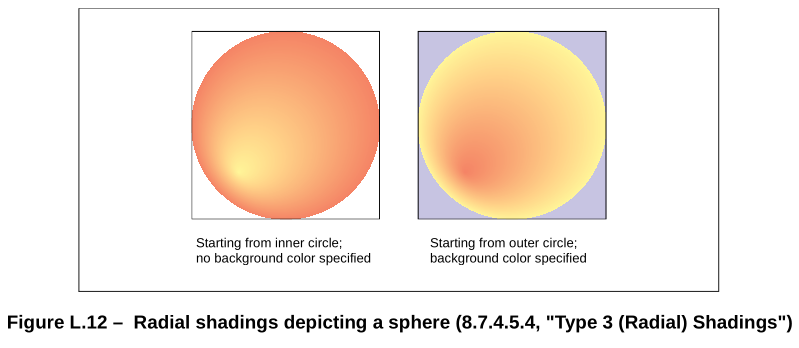 Starting from inner circle;
no background color specified
Starting from outer circle;
background color specified
Figure L.12 – Radial shadings depicting a sphere (8.7.4.5.4, "Type 3 (Radial) Shadings")